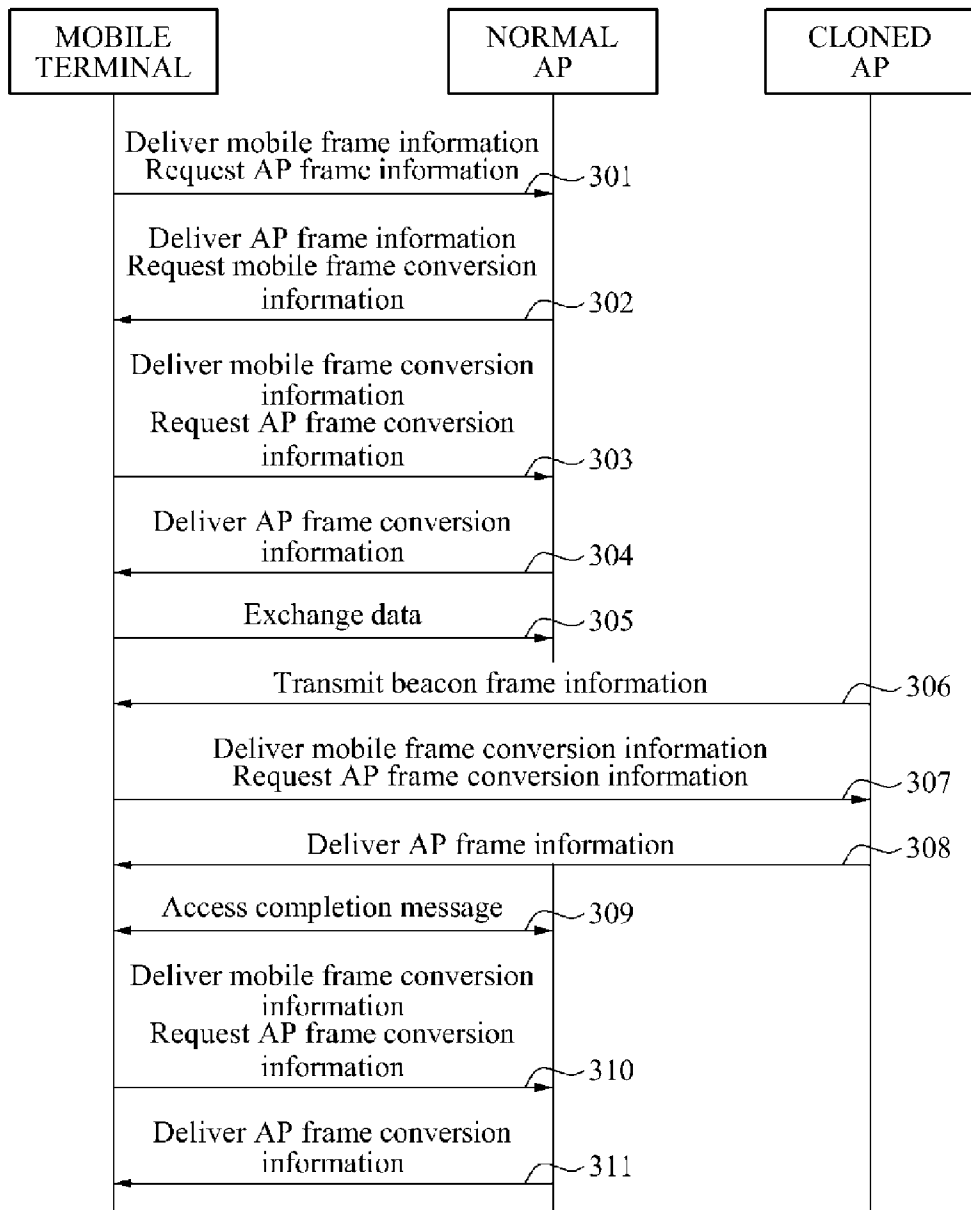 MOBILE
TERMINAL
NORMAL
AP
CLONED
AP
Deliver mobile frame information
Request AP frame information
301
Deliver AP frame information
Request mobile frame conversion
information
302
Deliver mobile frame conversion
information
Request AP frame conversion
information
303
Deliver AP frame conversion
information
304
Exchange data
305
Transmit beacon frame information
306
Deliver mobile frame conversion information
Request AP frame conversion information
307
Deliver AP frame information
308
Access completion message
309
Deliver mobile frame conversion
information
Request AP frame conversion
information
310
Deliver AP frame conversion
information
311